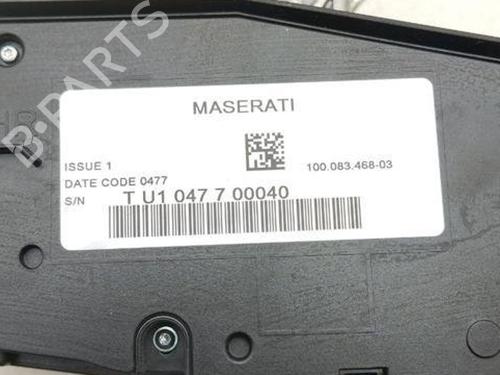 B-PARTS
MASERATI
ISSUE 1
100.083.468-03
DATE CODE 0477
S/N T U1 047 7 00040